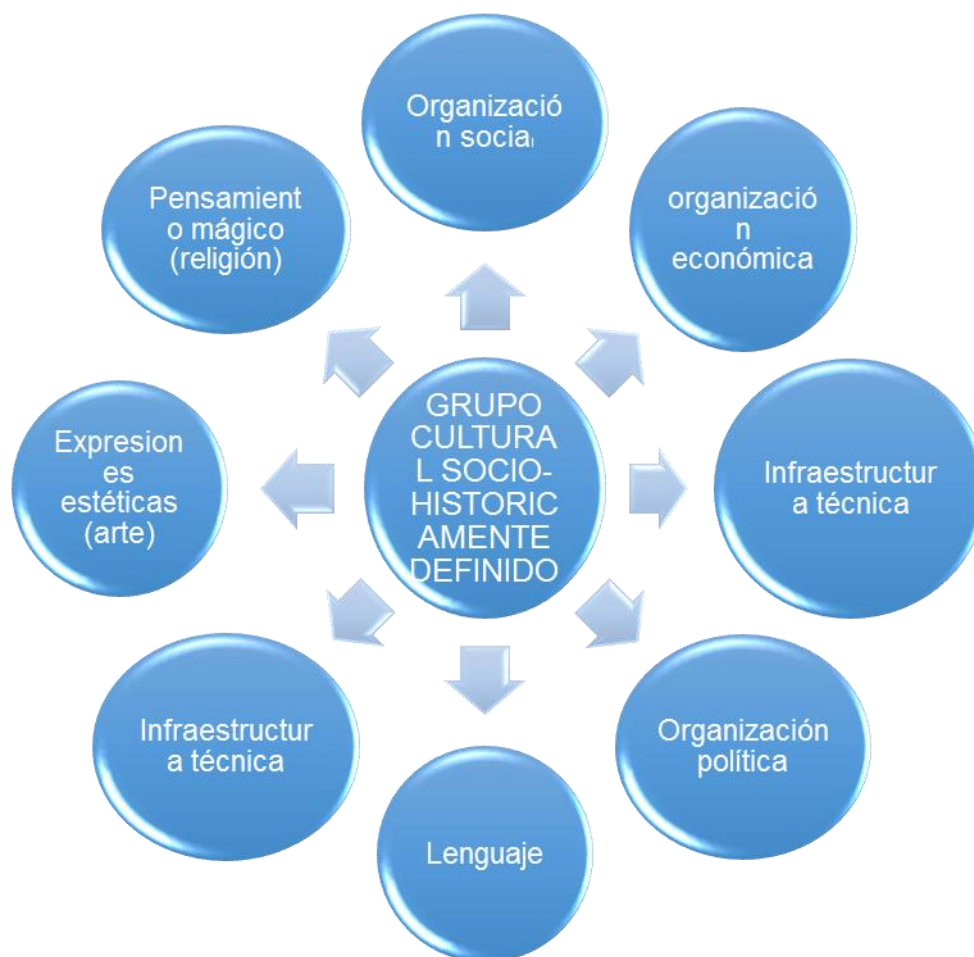 Organizació
n social
organizació
n
económica
Infraestructur
a técnica
Organización
política
Lenguaje
Infraestructur
a técnica
Expresion
es
estéticas
(arte)
Pensamient
o mágico
(religión)
GRUPO
CULTURA
L SOCIO-
HISTORIC
AMENTE
DEFINIDO